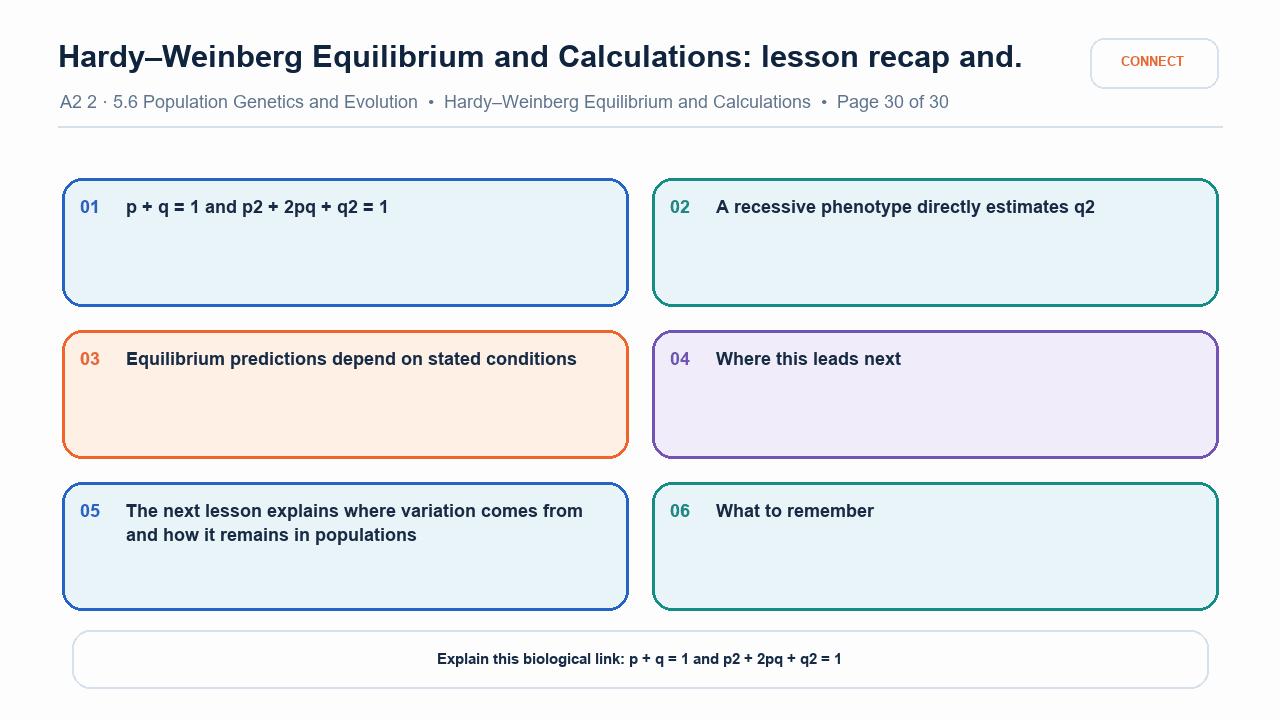 Hardy–Weinberg Equilibrium and Calculations: lesson recap and.
CONNECT
A2 2 · 5.6 Population Genetics and Evolution • Hardy–Weinberg Equilibrium and Calculations • Page 30 of 30
01 p + q = 1 and p2 + 2pq + q2 = 1
02 A recessive phenotype directly estimates q2
03 Equilibrium predictions depend on stated conditions
04 Where this leads next
05 The next lesson explains where variation comes from
and how it remains in populations
06 What to remember
Explain this biological link: p + q = 1 and p2 + 2pq + q2 = 1